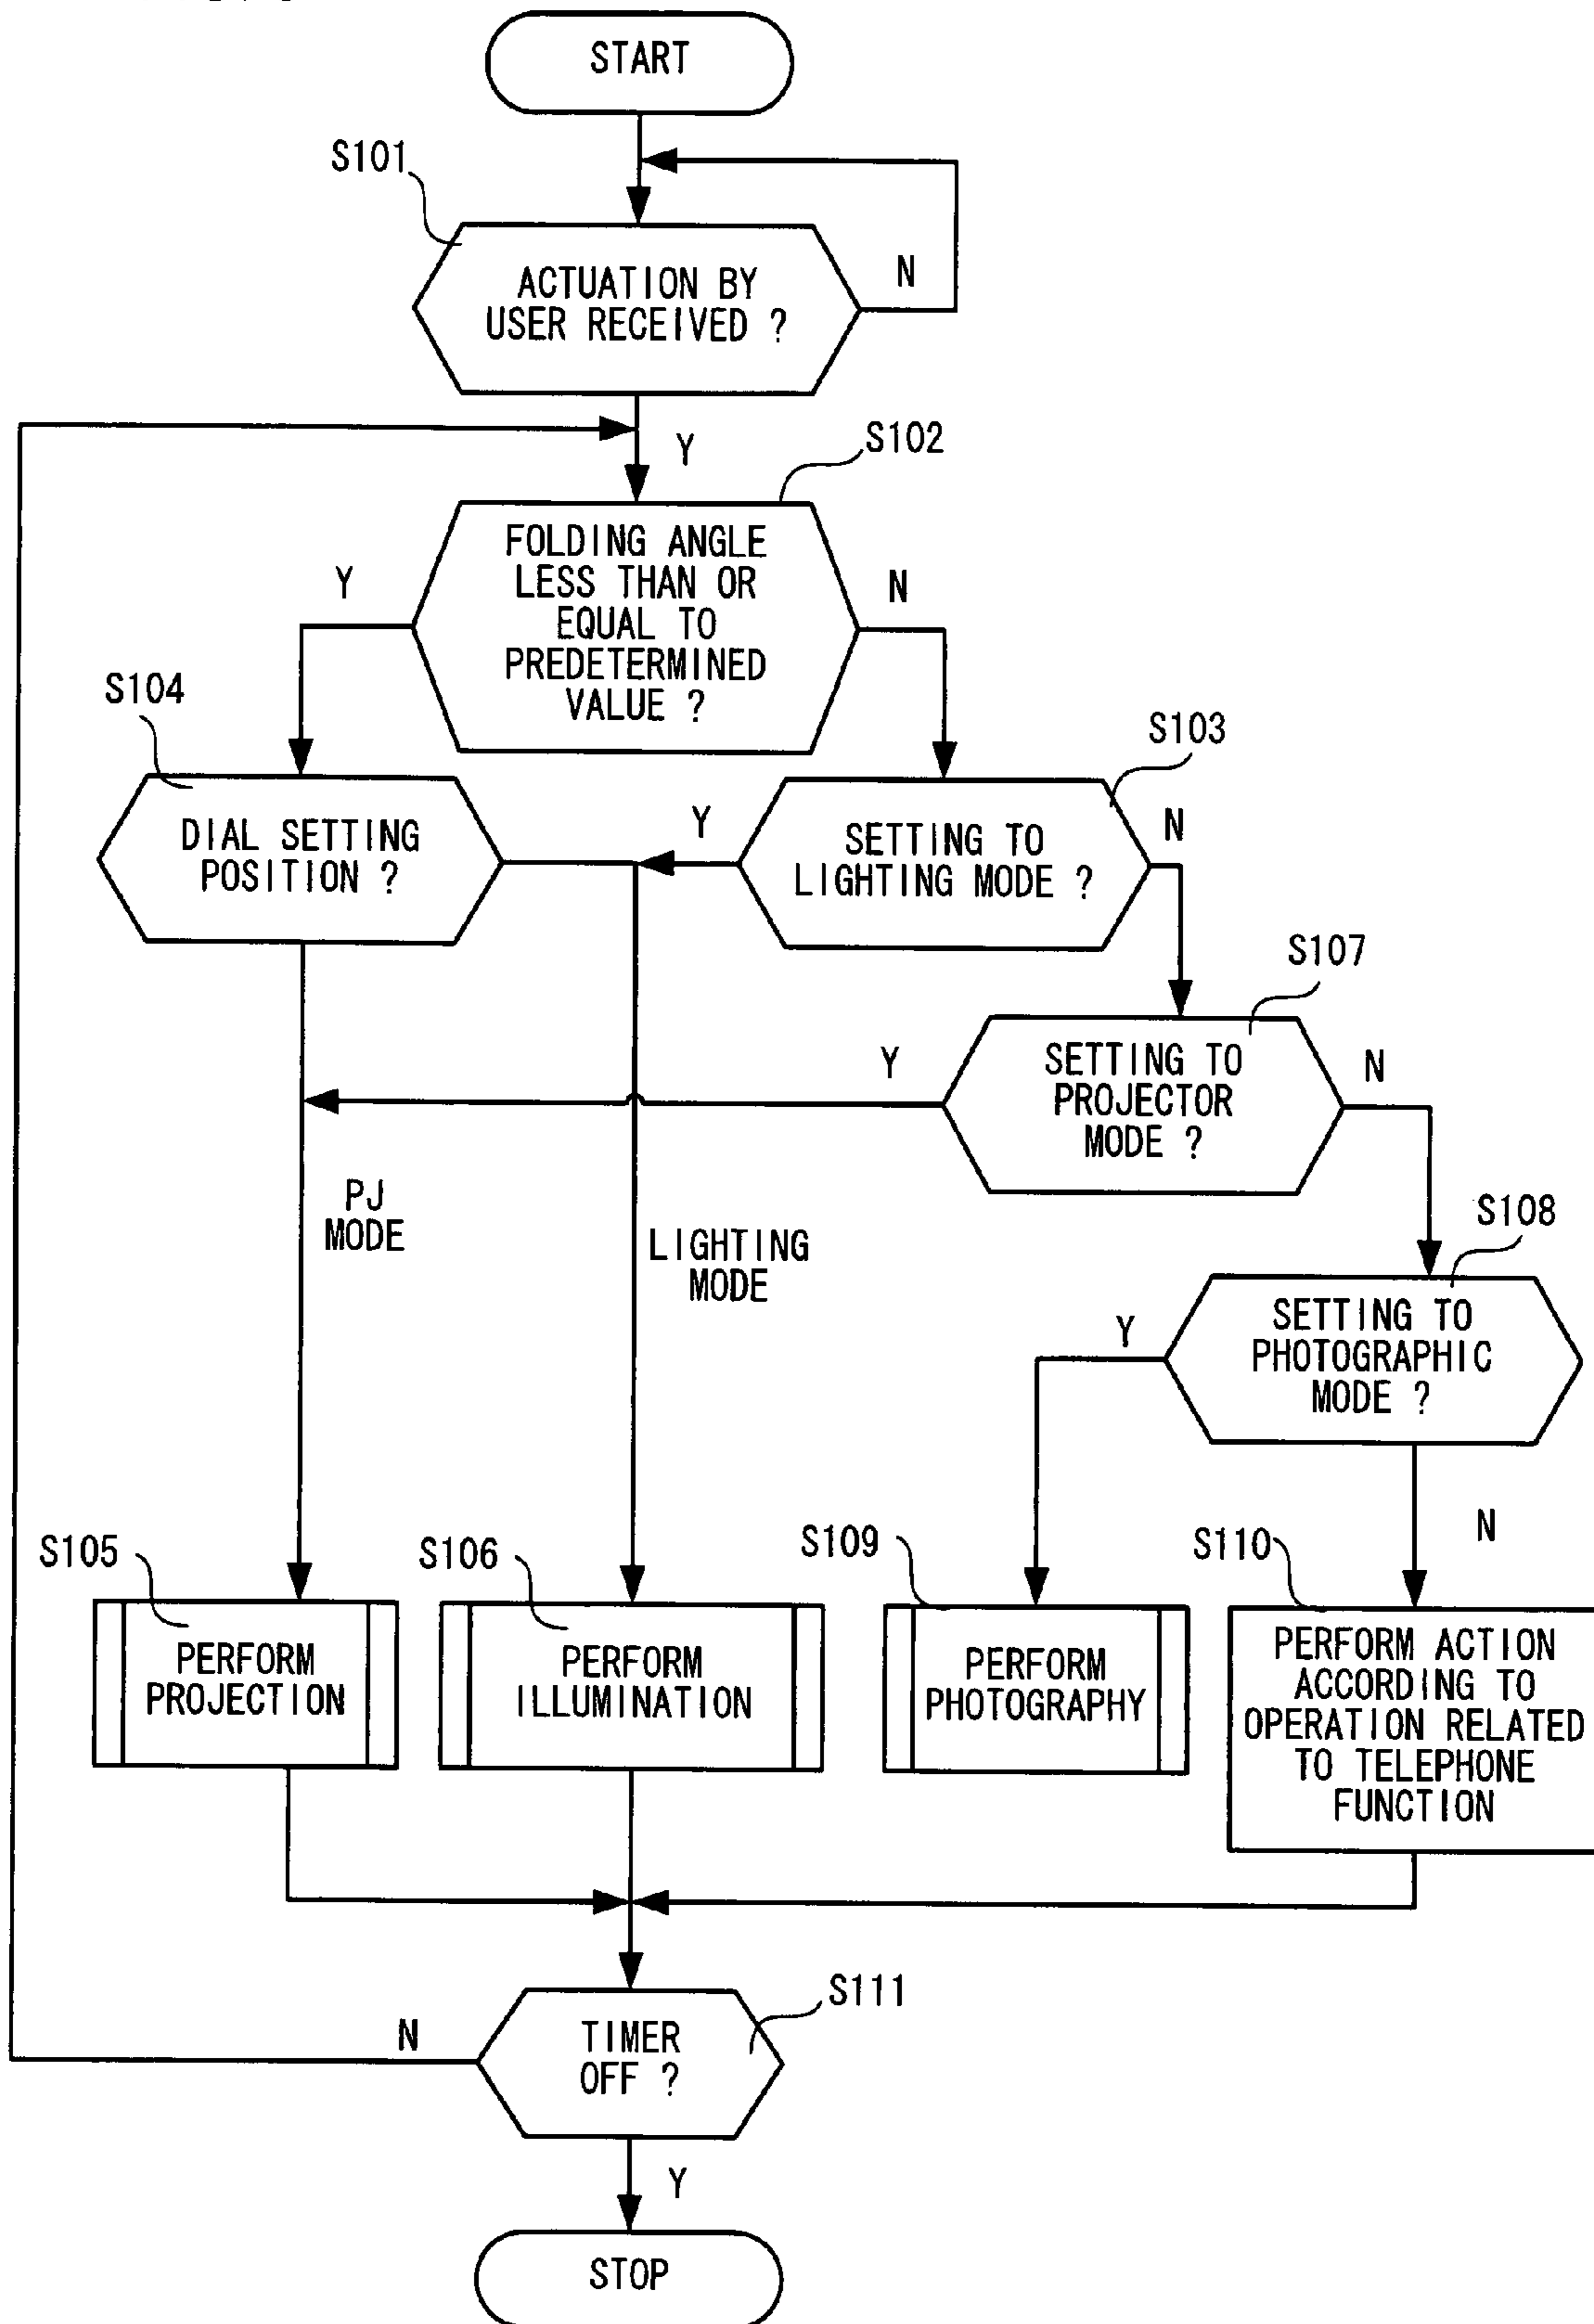 START
S101
ACTUATION BY
USER RECEIVED ?
N
Y
S102
FOLDING ANGLE
LESS THAN OR
EQUAL TO
PREDETERMINED
VALUE ?
Y
N
S104
DIAL SETTING
POSITION ?
S103
SETTING TO
LIGHTING MODE ?
Y
N
S107
SETTING TO
PROJECTOR
MODE ?
Y
N
PJ
MODE
LIGHTING
MODE
S108
SETTING TO
PHOTOGRAPHIC
MODE ?
Y
N
S105
PERFORM
PROJECTION
S106
PERFORM
ILLUMINATION
S109
PERFORM
PHOTOGRAPHY
S110
PERFORM ACTION
ACCORDING TO
OPERATION RELATED
TO TELEPHONE
FUNCTION
S111
TIMER
OFF ?
N
Y
STOP